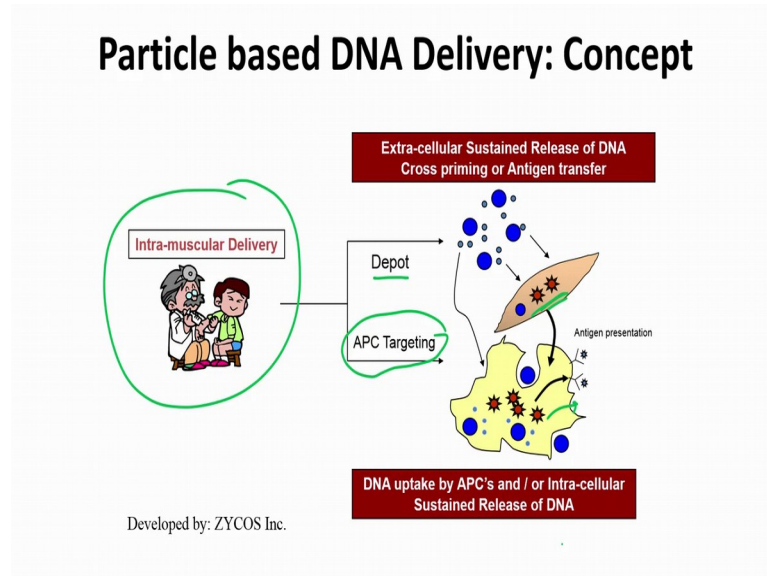 Particle based DNA Delivery: Concept
Extra-cellular Sustained Release of DNA
Cross priming or Antigen transfer
Intra-muscular Delivery
Depot
APC Targeting
Antigen presentation
DNA uptake by APC's and / or Intra-cellular
Sustained Release of DNA
Developed by: ZYCOS Inc.